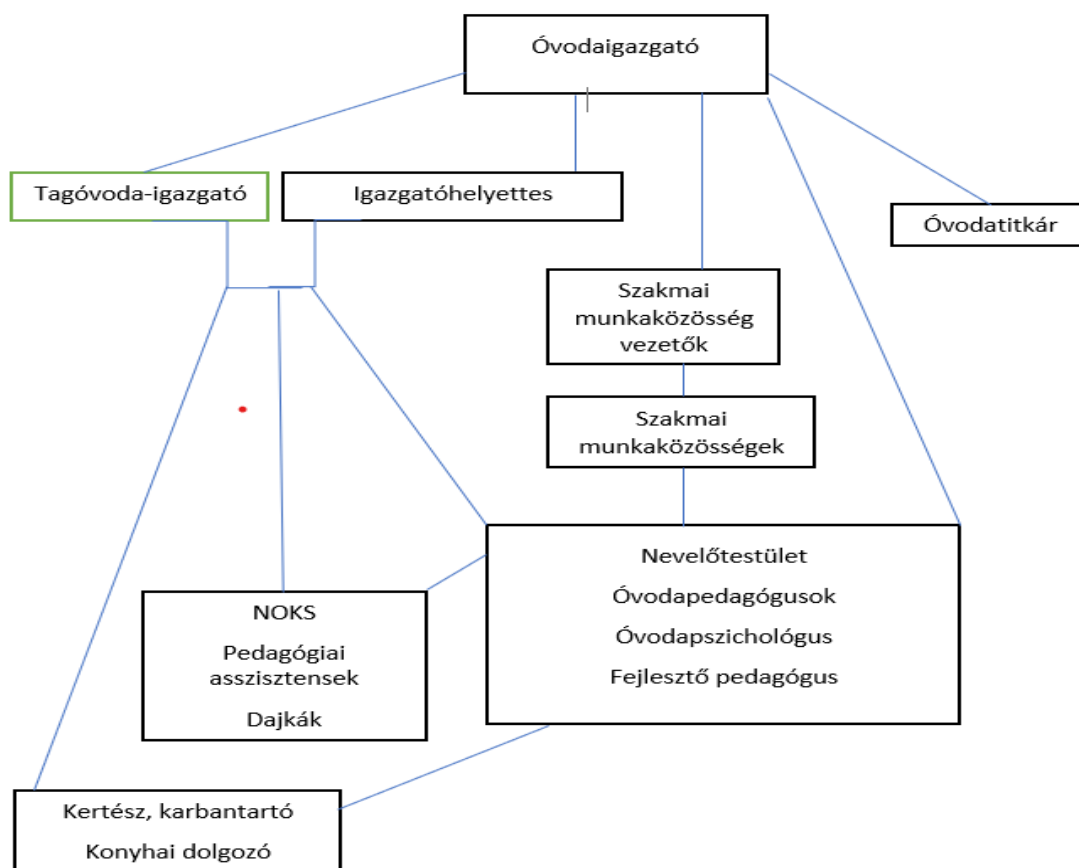 Óvodaigazgató
Tagóvoda-igazgató
Igazgatóhelyettes
Óvodatitkár
Szakmai
munkaközösség
vezetők
Szakmai
munkaközösségek
Nevelőtestület
Óvodapedagógusok
Óvodapszichológus
Fejlesztő pedagógus
NOKS
Pedagógiai
asszisztensek
Dajkák
Kertész, karbantartó
Konyhai dolgozó